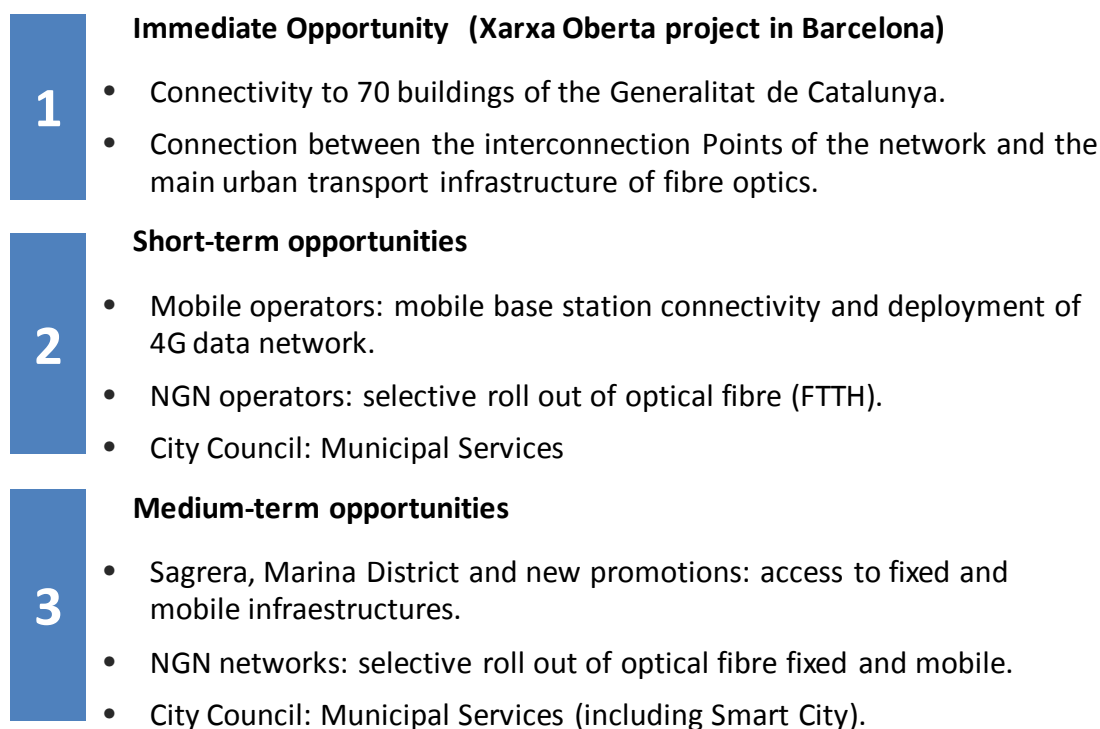 Immediate Opportunity (Xarxa Oberta project in Barcelona)
1
• Connectivity to 70 buildings of the Generalitat de Catalunya.
• Connection between the interconnection Points of the network and the
main urban transport infrastructure of fibre optics.
Short-term opportunities
2
• Mobile operators: mobile base station connectivity and deployment of
4G data network.
• NGN operators: selective roll out of optical fibre (FTTH).
• City Council: Municipal Services
Medium-term opportunities
3
• Sagrera, Marina District and new promotions: access to fixed and
mobile infraestructures.
• NGN networks: selective roll out of optical fibre fixed and mobile.
• City Council: Municipal Services (including Smart City).